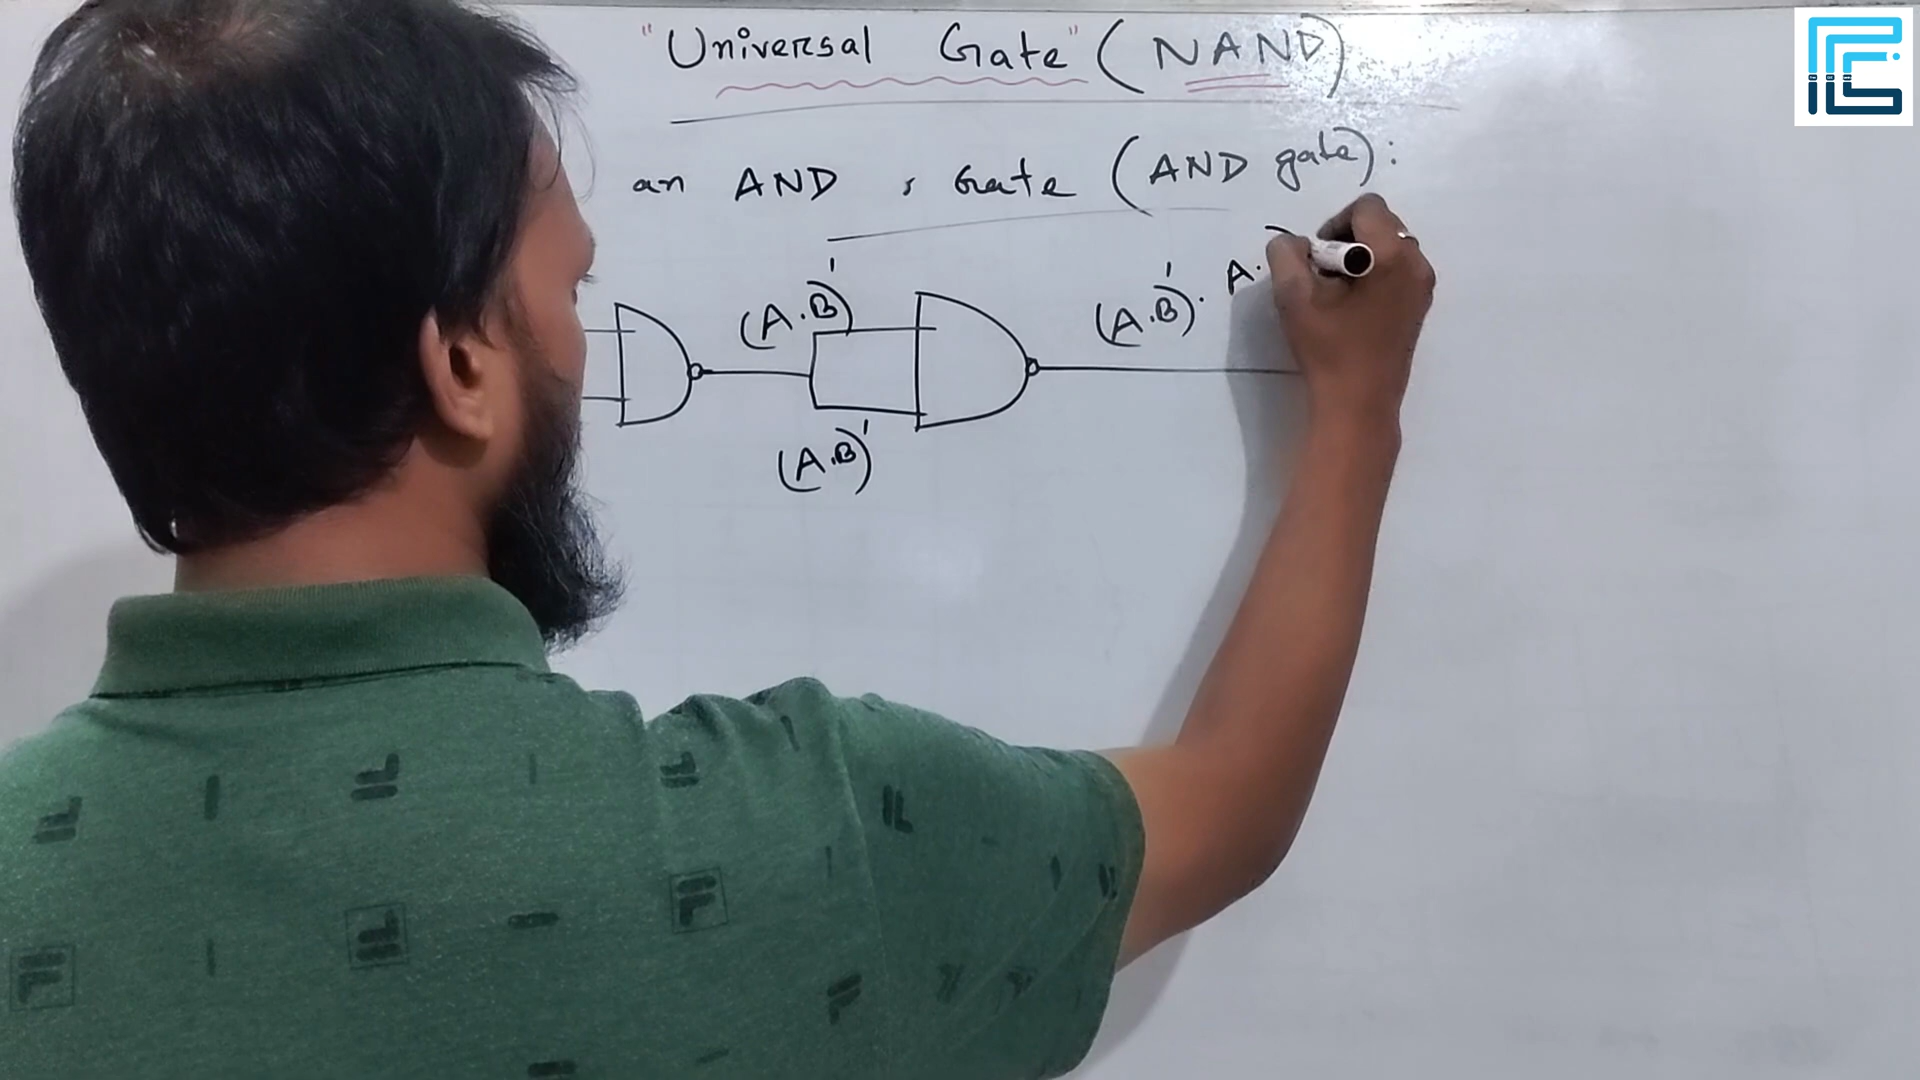 "Universal Gate" (NAND)
an AND, Gate (AND gate):
(A.B)' (A.B)'. A.
(A.B)'